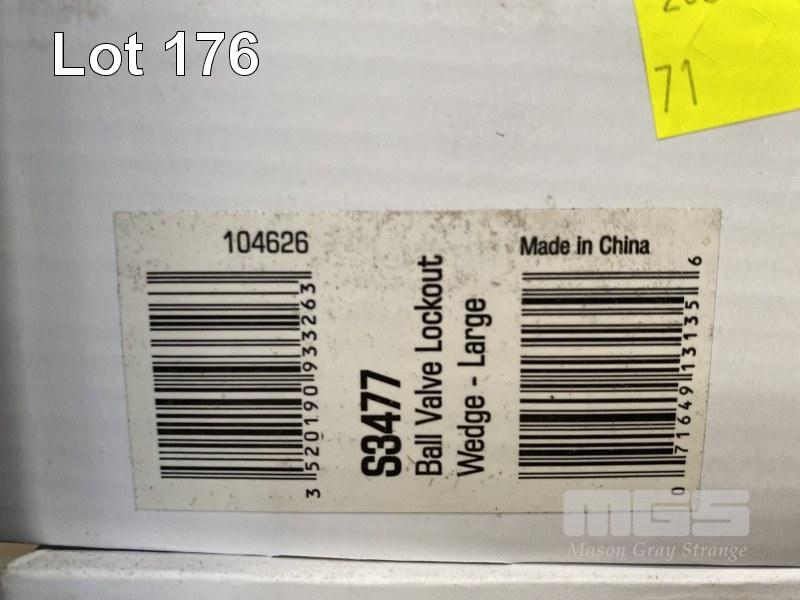 Lot 176
71
104626
3 520190 933263
S3477
Ball Valve Lockout
Wedge - Large
Made in China
0 71649 13135 6
MGS
Mason Gray Strange